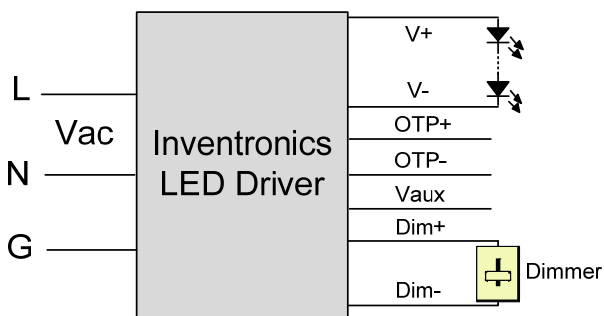 L
Vac
N
G
Inventronics
LED Driver
V+
V-
OTP+
OTP-
Vaux
Dim+
Dim-
Dimmer